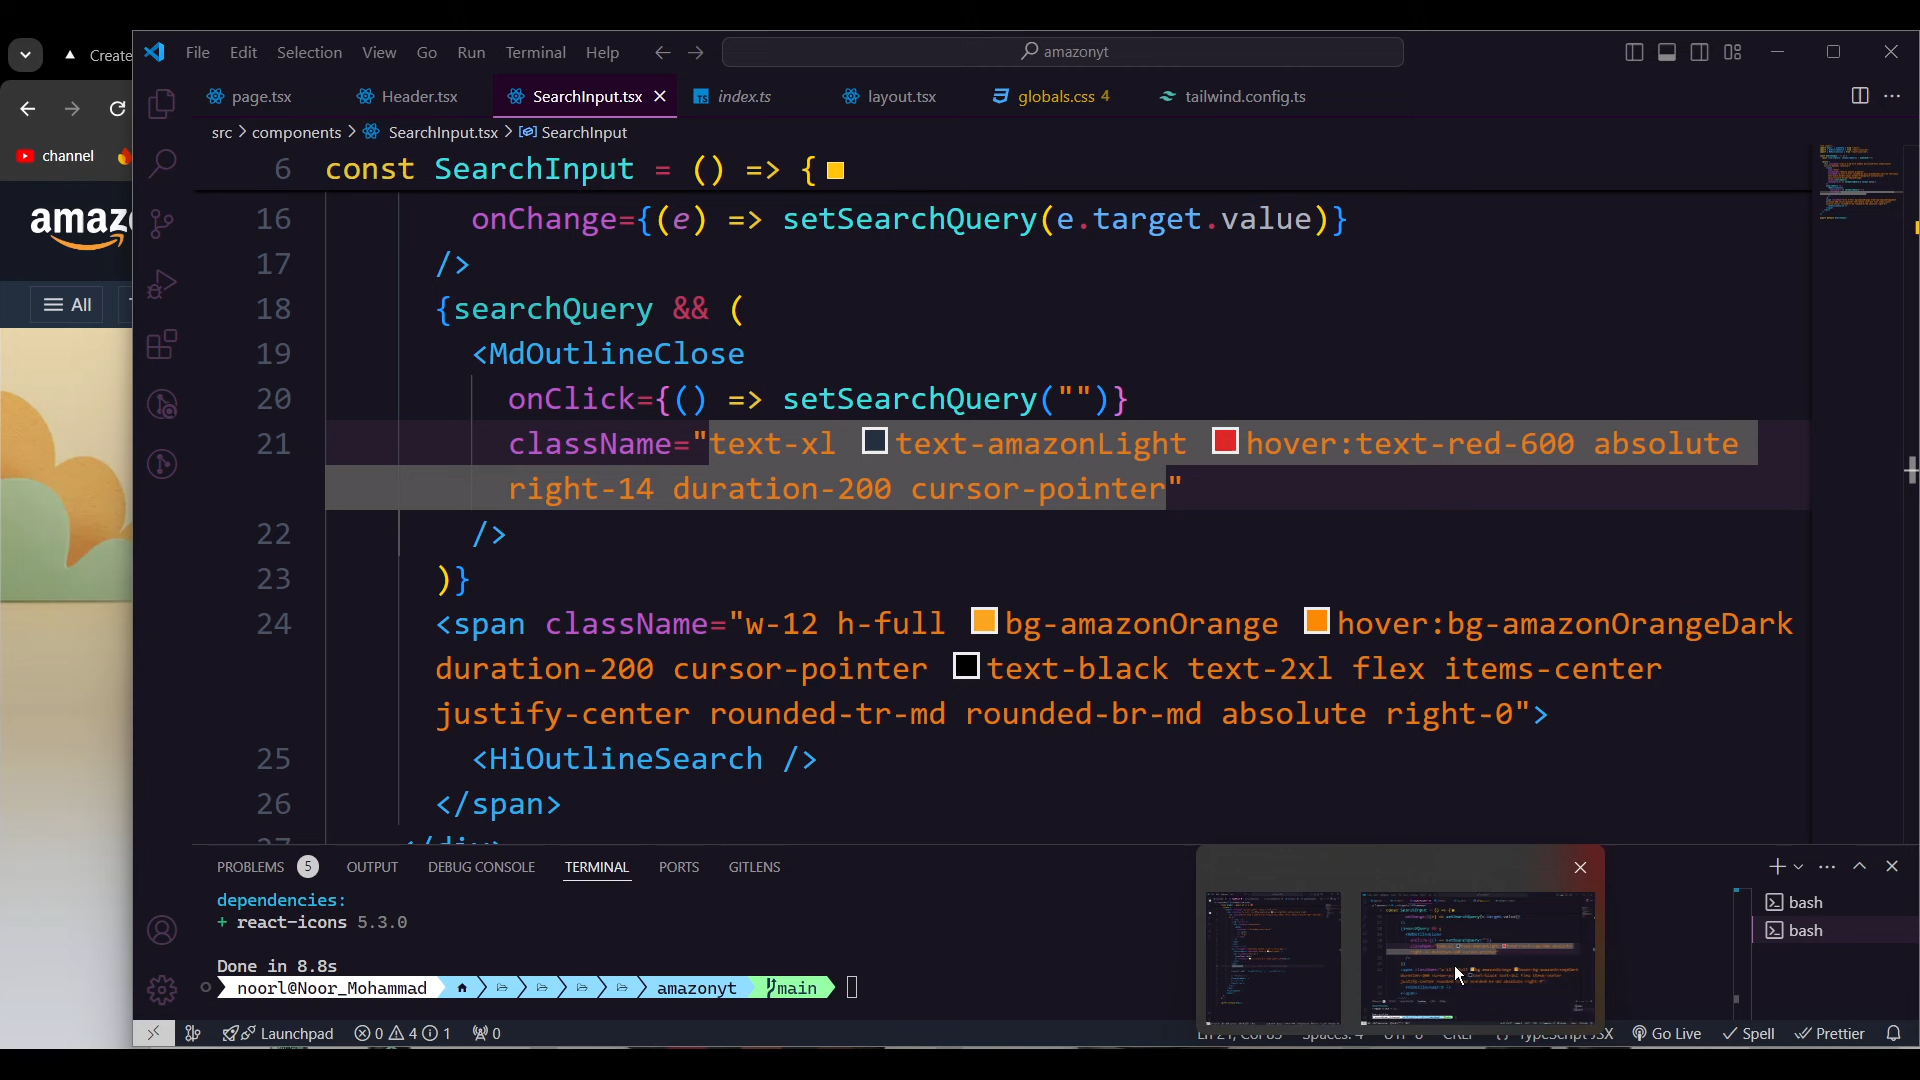 Create
channel
amaz
All
File Edit Selection View Go Run Terminal Help
amazonyt
page.tsx Header.tsx SearchInput.tsx index.ts layout.tsx globals.css 4 tailwind.config.ts
src > components > SearchInput.tsx > SearchInput
6 const SearchInput = () => {
16 onChange={(e) => setSearchQuery(e.target.value)}
17 />
18 {searchQuery && (
19 <MdOutlineClose
20 onClick={() => setSearchQuery("")}
21 className="text-xl text-amazonLight hover:text-red-600 absolute
right-14 duration-200 cursor-pointer"
22 />
23 )}
24 <span className="w-12 h-full bg-amazonOrange hover:bg-amazonOrangeDark
duration-200 cursor-pointer text-black text-2xl flex items-center
justify-center rounded-tr-md rounded-br-md absolute right-0">
25 <HiOutlineSearch />
26 </span>
PROBLEMS 5 OUTPUT DEBUG CONSOLE TERMINAL PORTS GITLENS
dependencies:
+ react-icons 5.3.0
Done in 8.8s
noorl@Noor_Mohammad amazonyt main
bash
bash
Launchpad 0 4 1 0 Go Live Spell Prettier